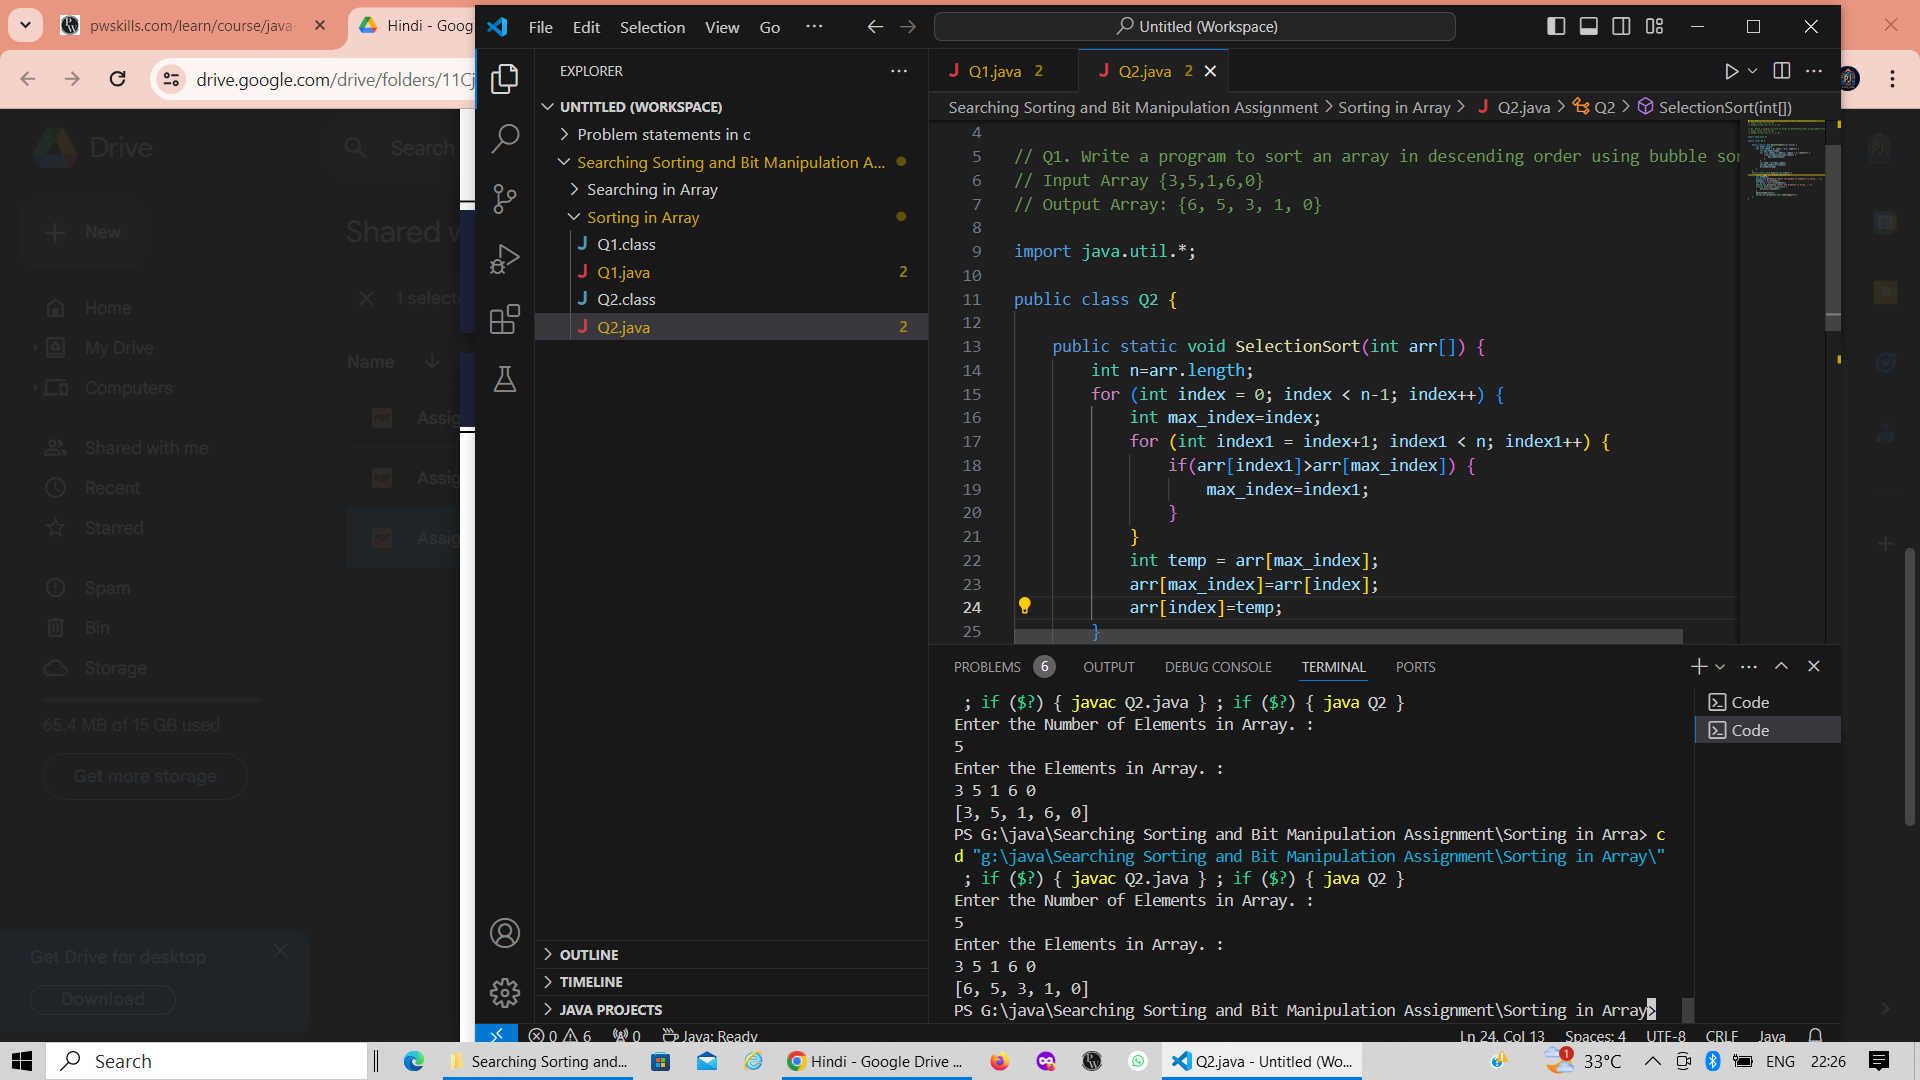 pwskills.com/learn/course/java-
Hindi - Goog
drive.google.com/drive/folders/11Cj
Drive
Search
New
Shared w
1 selecte
Home
My Drive
Computers
Name
Assig
Assig
Assig
Shared with me
Recent
Starred
Spam
Bin
Storage
65.4 MB of 15 GB used
Get more storage
Get Drive for desktop
Download
File Edit Selection View Go ···
Untitled (Workspace)
EXPLORER
UNTITLED (WORKSPACE)
Problem statements in c
Searching Sorting and Bit Manipulation A...
Searching in Array
Sorting in Array
Q1.class
Q1.java 2
Q2.class
Q2.java 2
OUTLINE
TIMELINE
JAVA PROJECTS
Q1.java 2
Q2.java 2
Searching Sorting and Bit Manipulation Assignment > Sorting in Array > Q2.java > Q2 > SelectionSort(int[])
4
5 // Q1. Write a program to sort an array in descending order using bubble so
6 // Input Array {3,5,1,6,0}
7 // Output Array: {6, 5, 3, 1, 0}
8
9 import java.util.*;
10
11 public class Q2 {
12
13 public static void SelectionSort(int arr[]) {
14 int n=arr.length;
15 for (int index = 0; index < n-1; index++) {
16 int max_index=index;
17 for (int index1 = index+1; index1 < n; index1++) {
18 if(arr[index1]>arr[max_index]) {
19 max_index=index1;
20 }
21 }
22 int temp = arr[max_index];
23 arr[max_index]=arr[index];
24 arr[index]=temp;
25 }
PROBLEMS 6 OUTPUT DEBUG CONSOLE TERMINAL PORTS
; if ($?) { javac Q2.java } ; if ($?) { java Q2 }
Enter the Number of Elements in Array. :
5
Enter the Elements in Array. :
3 5 1 6 0
[3, 5, 1, 6, 0]
PS G:\java\Searching Sorting and Bit Manipulation Assignment\Sorting in Arra> c
d "g:\java\Searching Sorting and Bit Manipulation Assignment\Sorting in Array\"
; if ($?) { javac Q2.java } ; if ($?) { java Q2 }
Enter the Number of Elements in Array. :
5
Enter the Elements in Array. :
3 5 1 6 0
[6, 5, 3, 1, 0]
PS G:\java\Searching Sorting and Bit Manipulation Assignment\Sorting in Array>
Code
Code
0 6 0 Java: Ready
Ln 24, Col 13 Spaces: 4 UTF-8 CRLF Java
Search
Searching Sorting and...
Hindi - Google Drive ...
Q2.java - Untitled (Wo...
1 33°C ENG 22:26